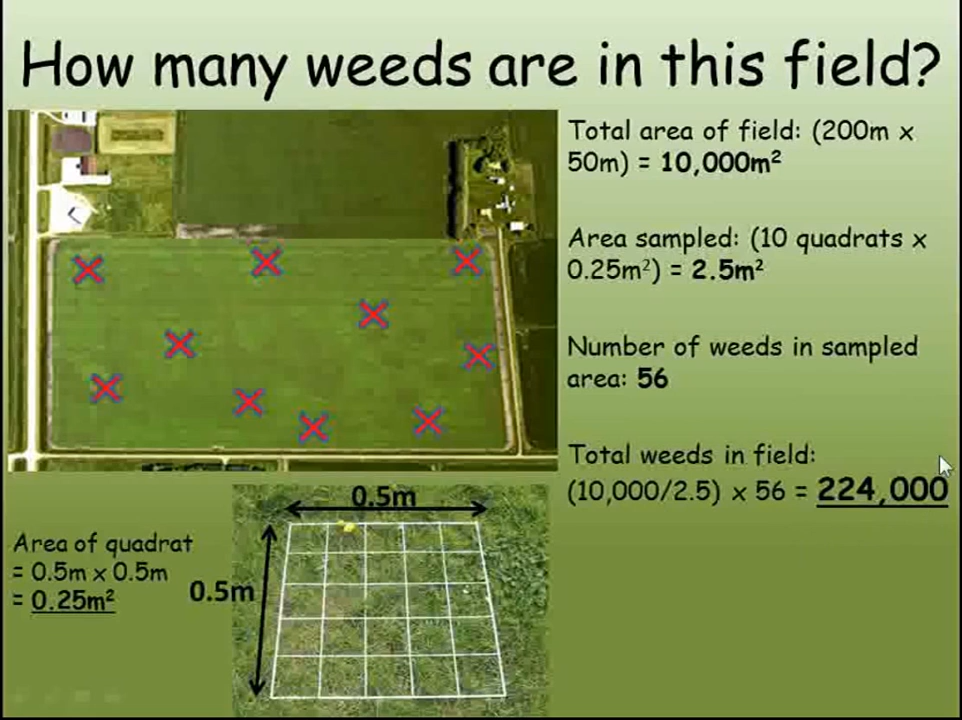 How many weeds are in this field?
Total area of field: (200m x
50m) = 10,000m²
Area sampled: (10 quadrats x
0.25m²) = 2.5m²
Number of weeds in sampled
area: 56
Total weeds in field:
(10,000/2.5) x 56 = 224,000
0.5m
Area of quadrat
= 0.5m x 0.5m
= 0.25m²
0.5m